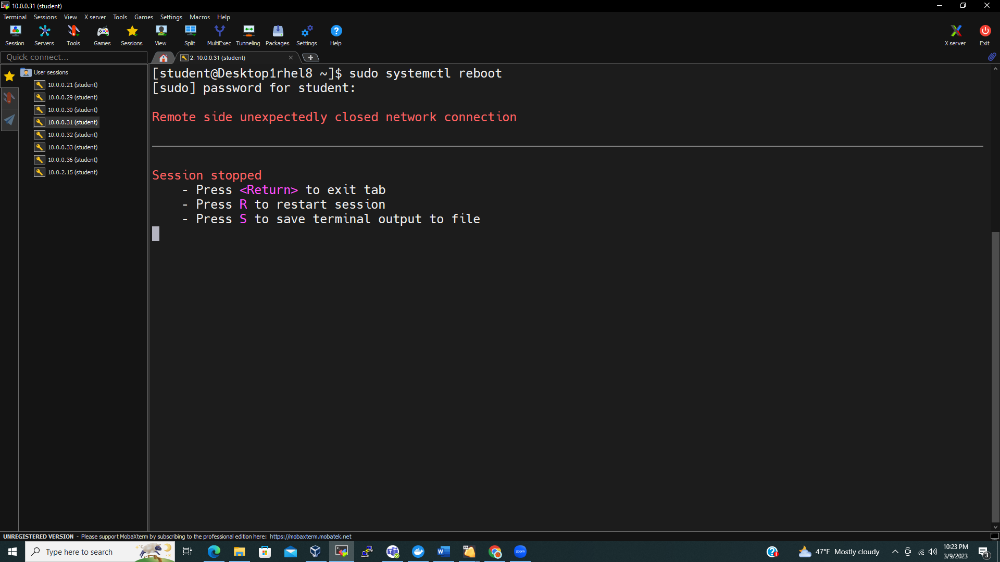 10.0.0.31 (student)
Terminal Sessions View X server Tools Games Settings Macros Help
Session Servers Tools Games Sessions View Split MultiExec Tunneling Packages Settings Help X server Exit
Quick connect...
2. 10.0.0.31 (student)
User sessions
10.0.0.21 (student)
10.0.0.29 (student)
10.0.0.30 (student)
10.0.0.31 (student)
10.0.0.32 (student)
10.0.0.33 (student)
10.0.0.36 (student)
10.0.2.15 (student)
[student@Desktop1rhel8 ~]$ sudo systemctl reboot
[sudo] password for student:
Remote side unexpectedly closed network connection
Session stopped
- Press <Return> to exit tab
- Press R to restart session
- Press S to save terminal output to file
UNREGISTERED VERSION - Please support MobaXterm by subscribing to the professional edition here: https://mobaxterm.mobatek.net
Type here to search
zoom
47°F Mostly cloudy
10:23 PM
3/9/2023
3